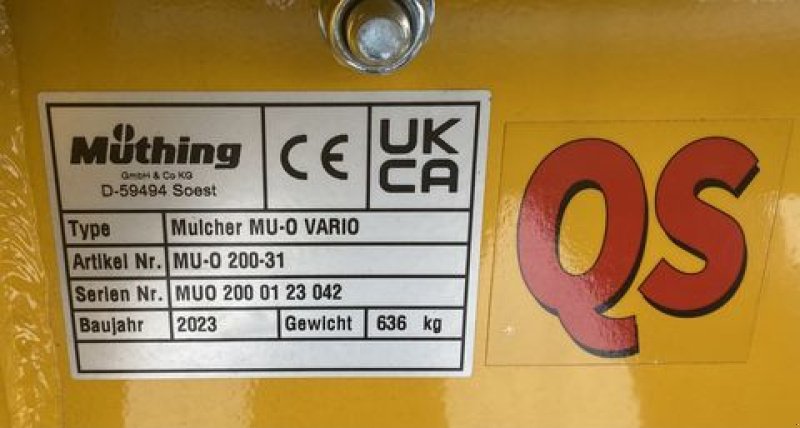 Müthing
GmbH & Co KG
D-59494 Soest
CE
UK
CA
Type Mulcher MU-O VARIO
Artikel Nr. MU-O 200-31
Serien Nr. MUO 200 01 23 042
Baujahr 2023 Gewicht 636 kg
QS